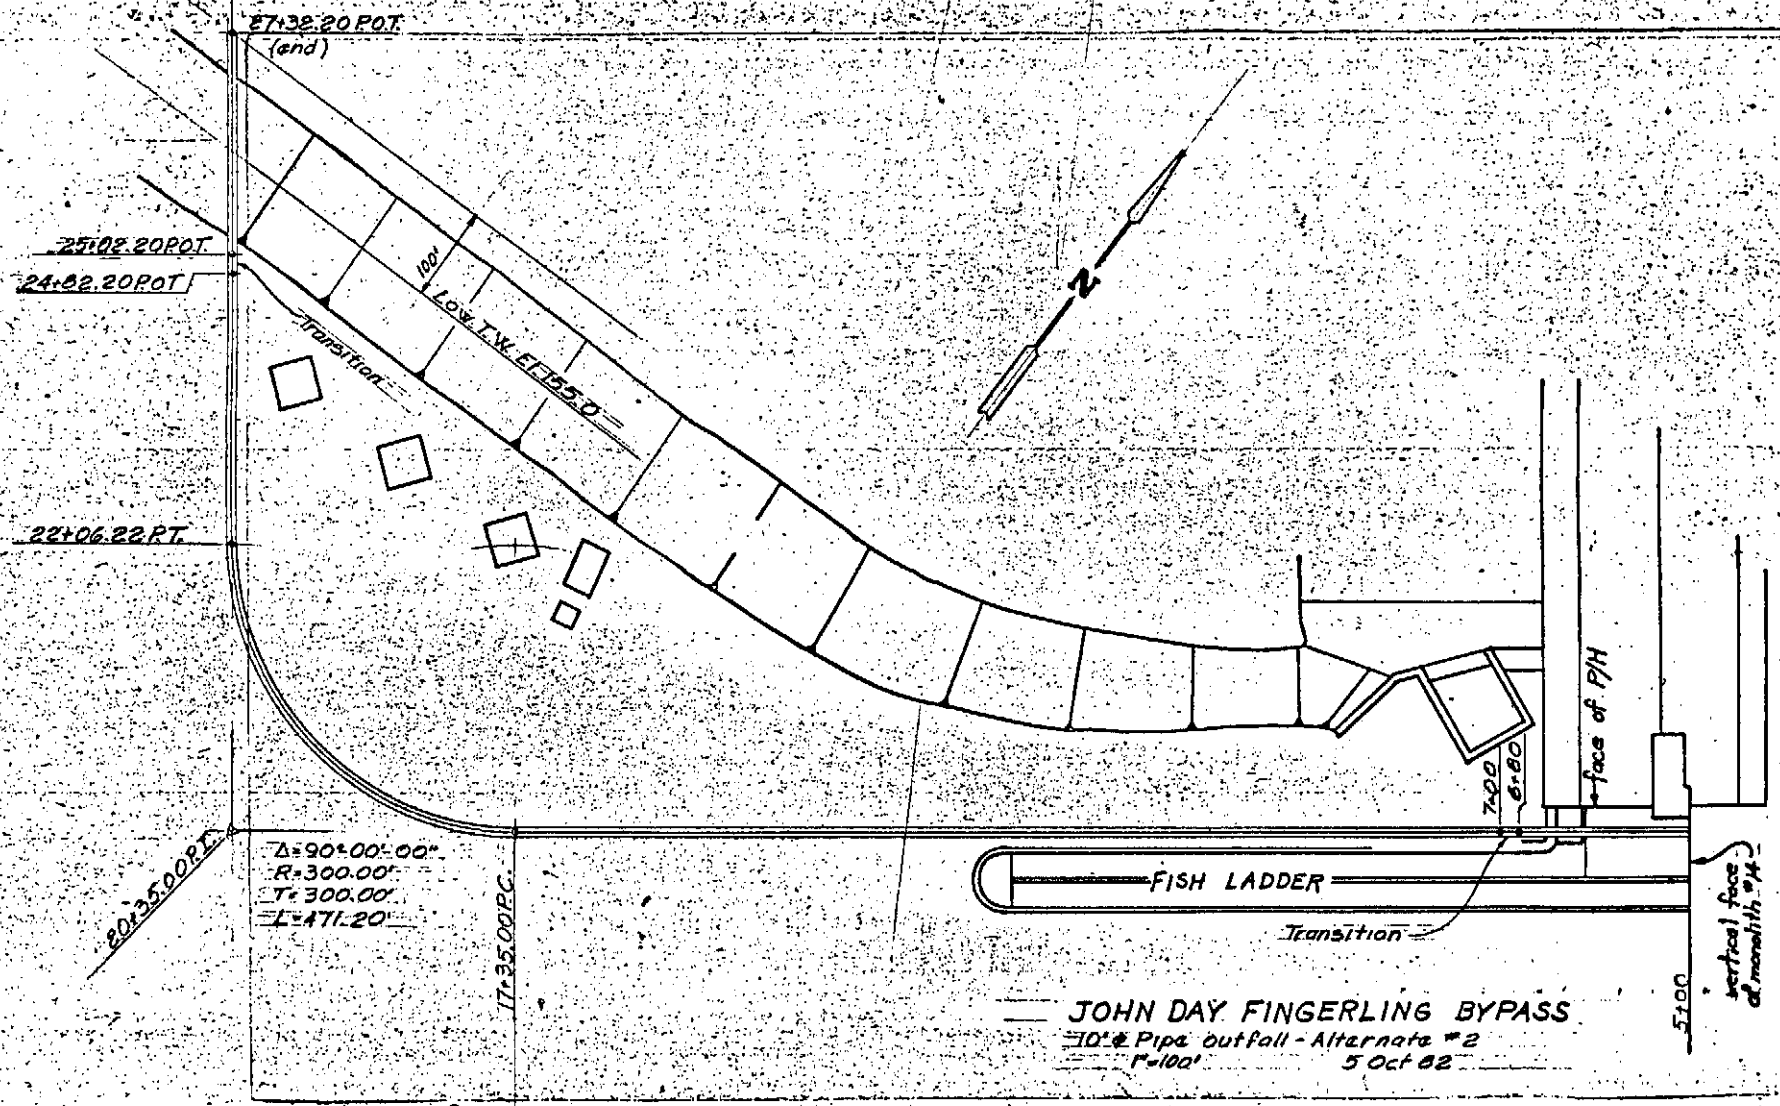 27+32.20 P.O.T.
(end)
25+02.20 P.O.T.
24+82.20 P.O.T
Transition
100'
Low T.W. El. 155.0
N
22+06.22 P.T.
20+35.00 P.I.
Δ=90°00'-00"
R=300.00'
T=300.00'
L=471.20'
17+35.00 P.C.
7+00
6+80
face of P/H
FISH LADDER
Transition
5+00
vertical face
of monolith #14
JOHN DAY FINGERLING BYPASS
10'ø Pipe outfall - Alternate #2
1"=100'
5 Oct 82